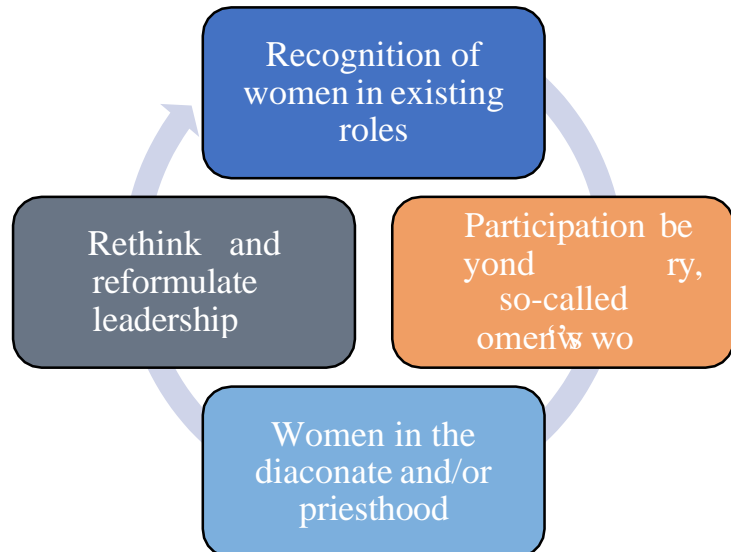 Recognition of
women in existing
roles
Participation be
yond ry,
so-called
wo
Women in the
diaconate and/or
priesthood
Rethink and
reformulate
leadership